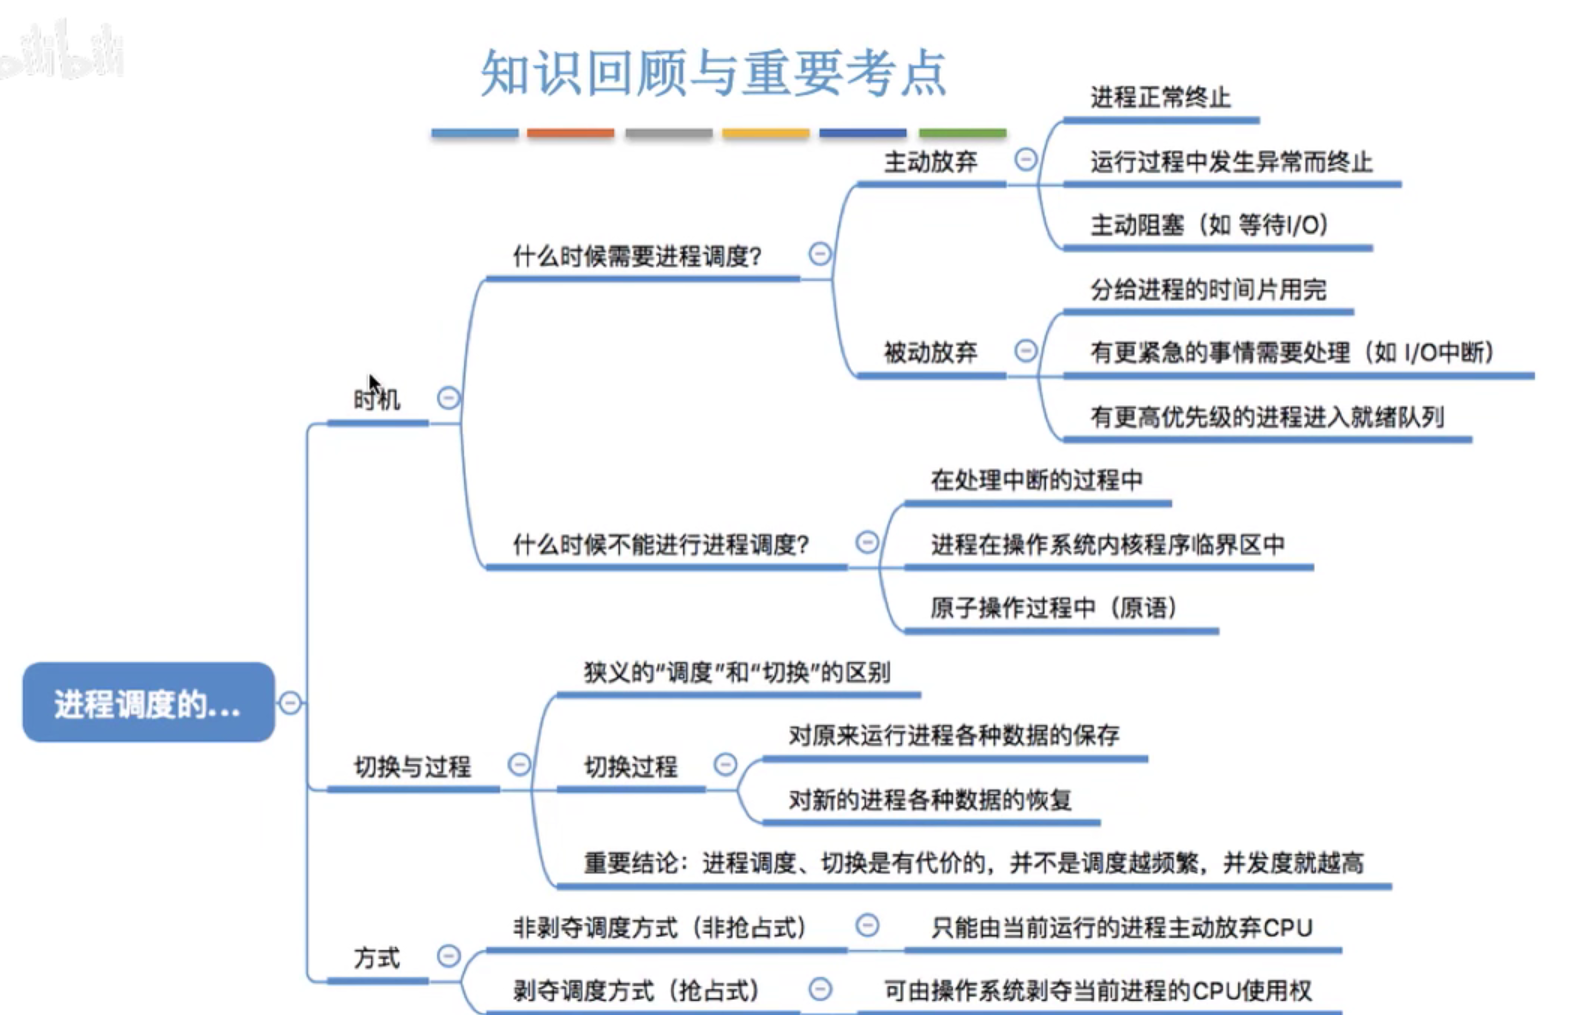 bilibili
知识回顾与重要考点
进程调度的...
时机
什么时候需要进程调度?
主动放弃
进程正常终止
运行过程中发生异常而终止
主动阻塞（如 等待I/O）
被动放弃
分给进程的时间片用完
有更紧急的事情需要处理（如 I/O中断）
有更高优先级的进程进入就绪队列
什么时候不能进行进程调度?
在处理中断的过程中
进程在操作系统内核程序临界区中
原子操作过程中（原语）
切换与过程
狭义的“调度”和“切换”的区别
切换过程
对原来运行进程各种数据的保存
对新的进程各种数据的恢复
重要结论：进程调度、切换是有代价的，并不是调度越频繁，并发度就越高
方式
非剥夺调度方式（非抢占式）
只能由当前运行的进程主动放弃CPU
剥夺调度方式（抢占式）
可由操作系统剥夺当前进程的CPU使用权